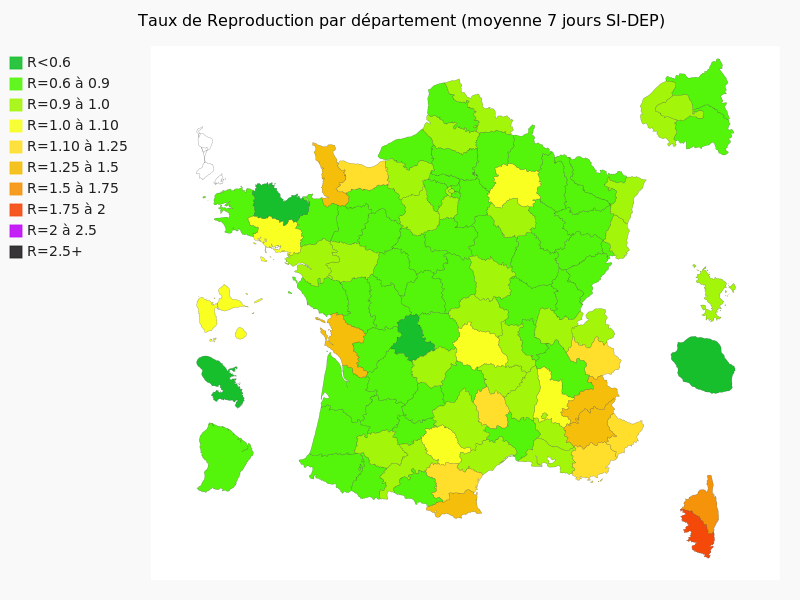 Taux de Reproduction par département (moyenne 7 jours SI-DEP)
R<0.6
R=0.6 à 0.9
R=0.9 à 1.0
R=1.0 à 1.10
R=1.10 à 1.25
R=1.25 à 1.5
R=1.5 à 1.75
R=1.75 à 2
R=2 à 2.5
R=2.5+